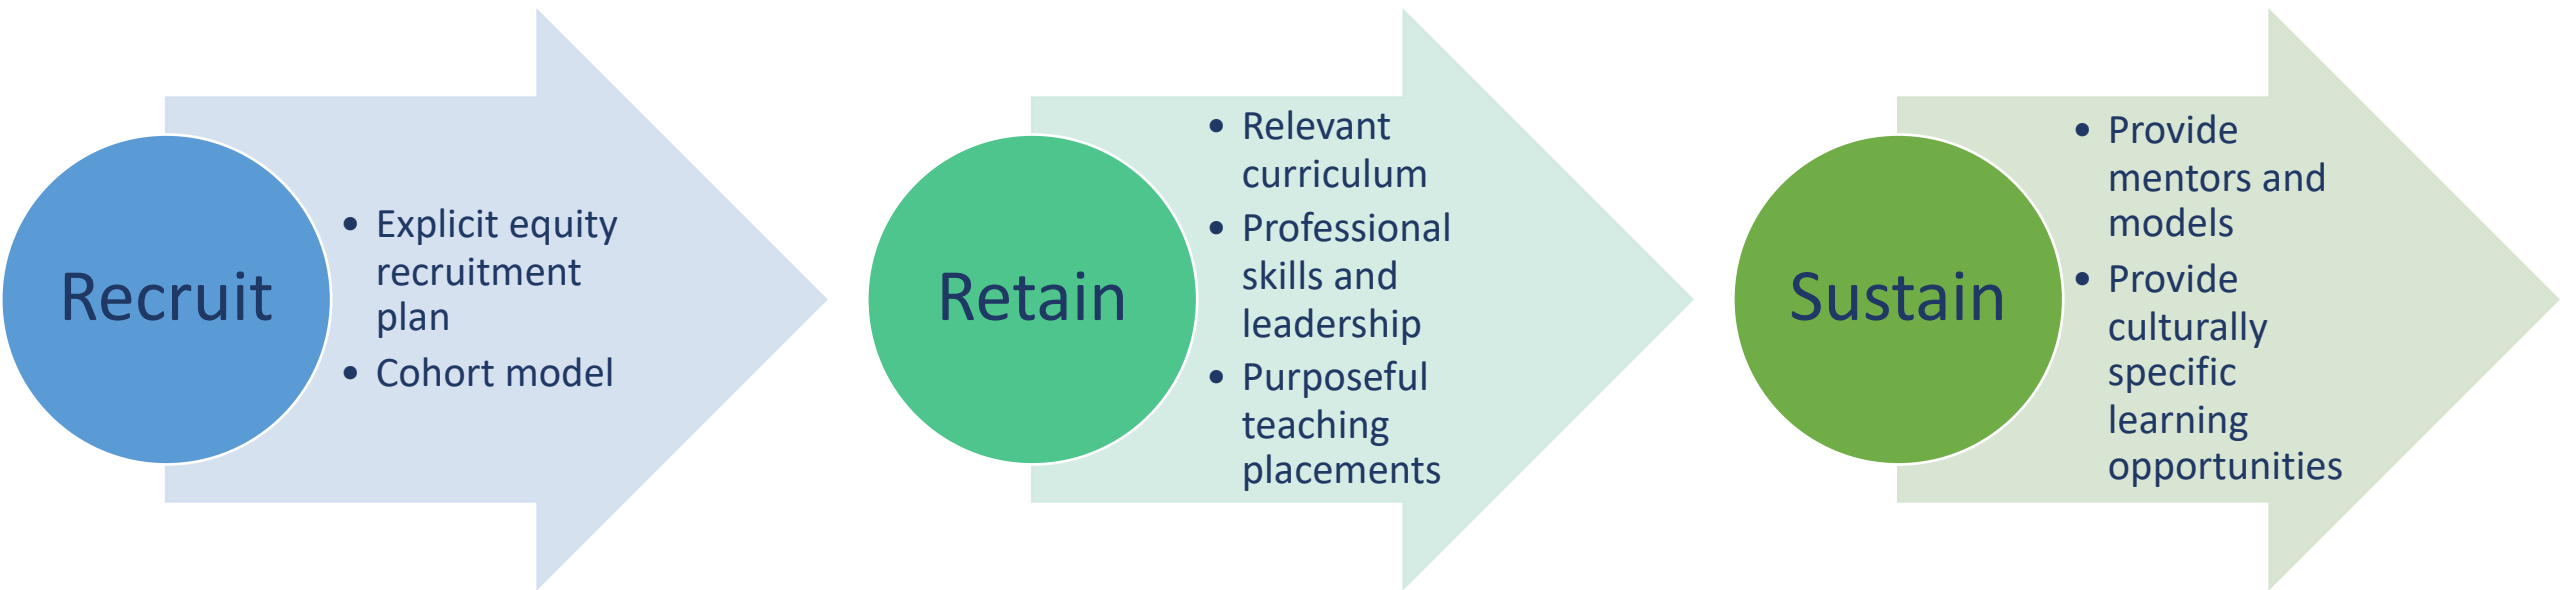 Recruit
• Explicit equity
recruitment
plan
• Cohort model
Retain
• Relevant
curriculum
• Professional
skills and
leadership
• Purposeful
teaching
placements
Sustain
• Provide
mentors and
models
• Provide
culturally
specific
learning
opportunities